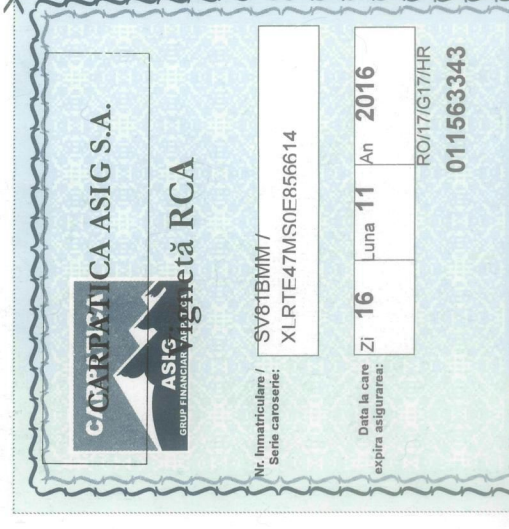 CARPATICA ASIG S.A.
ASIG
GRUP FINANCIAR CARPATICA
Vignetă RCA
Nr. Inmatriculare / SV81BMM /
Serie caroserie: XLRTE47MS0E856614
Data la care Zi 16 Luna 11 An 2016
expira asigurarea:
RO/17/G17/HR
011563343